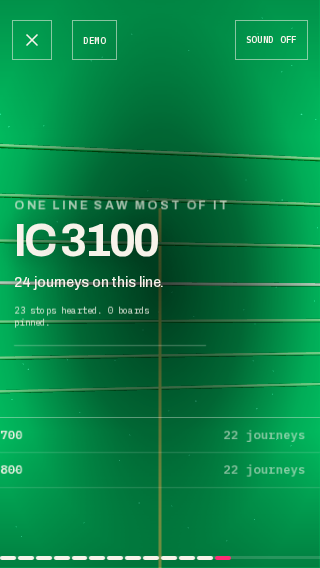 DEMO
SOUND OFF
ONE LINE SAW MOST OF IT
IC 3100
24 journeys on this line.
23 stops hearted. 0 boards
pinned.
700 22 journeys
800 22 journeys